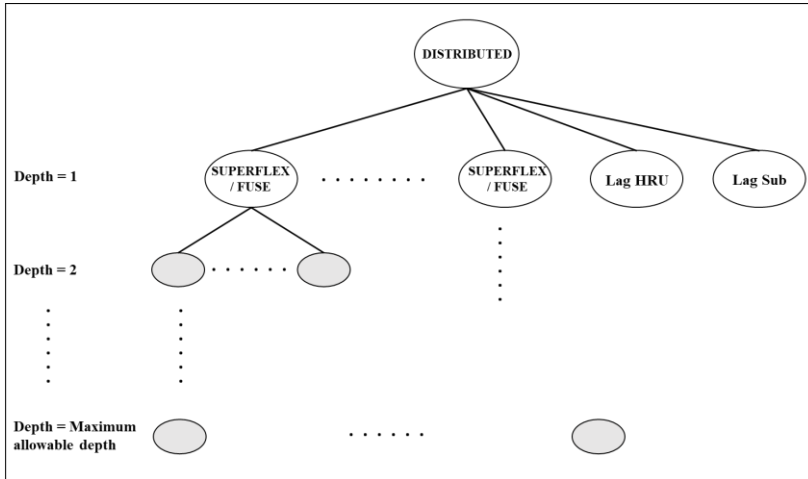 DISTRIBUTED
Depth = 1
SUPERFLEX
/ FUSE
SUPERFLEX
/ FUSE
Lag HRU
Lag Sub
Depth = 2
Depth = Maximum
allowable depth